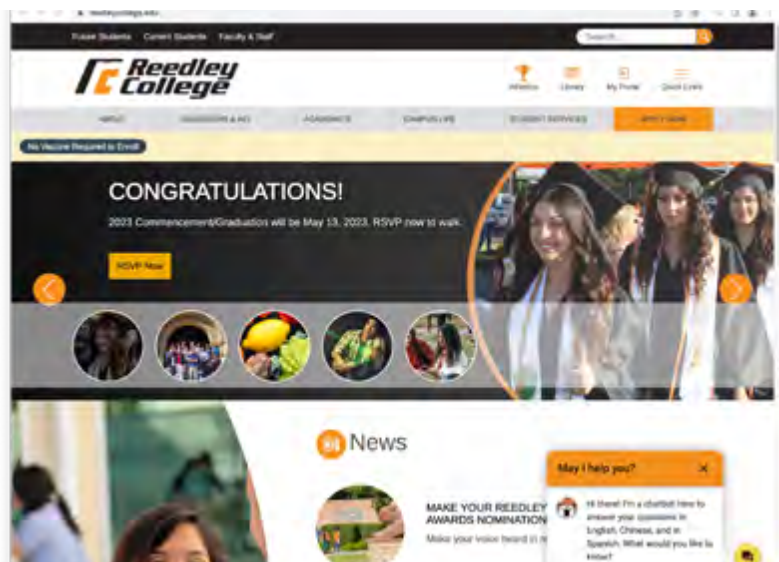 reedleycollege.edu
Future Students Current Students Faculty & Staff
Search...
Reedley
College
Athletics Library My Portal Quick Links
ABOUT ADMISSIONS & AID ACADEMICS CAMPUS LIFE STUDENT SERVICES APPLY NOW
No Vaccine Required to Enroll
CONGRATULATIONS!
2023 Commencement/Graduation will be May 13, 2023. RSVP now to walk.
RSVP Now
News
MAKE YOUR REEDLEY
AWARDS NOMINATION
Make your voice heard in
May I help you?
Hi there! I'm a chatbot here to
answer your questions in
English, Chinese, and in
Spanish. What would you like to
know?